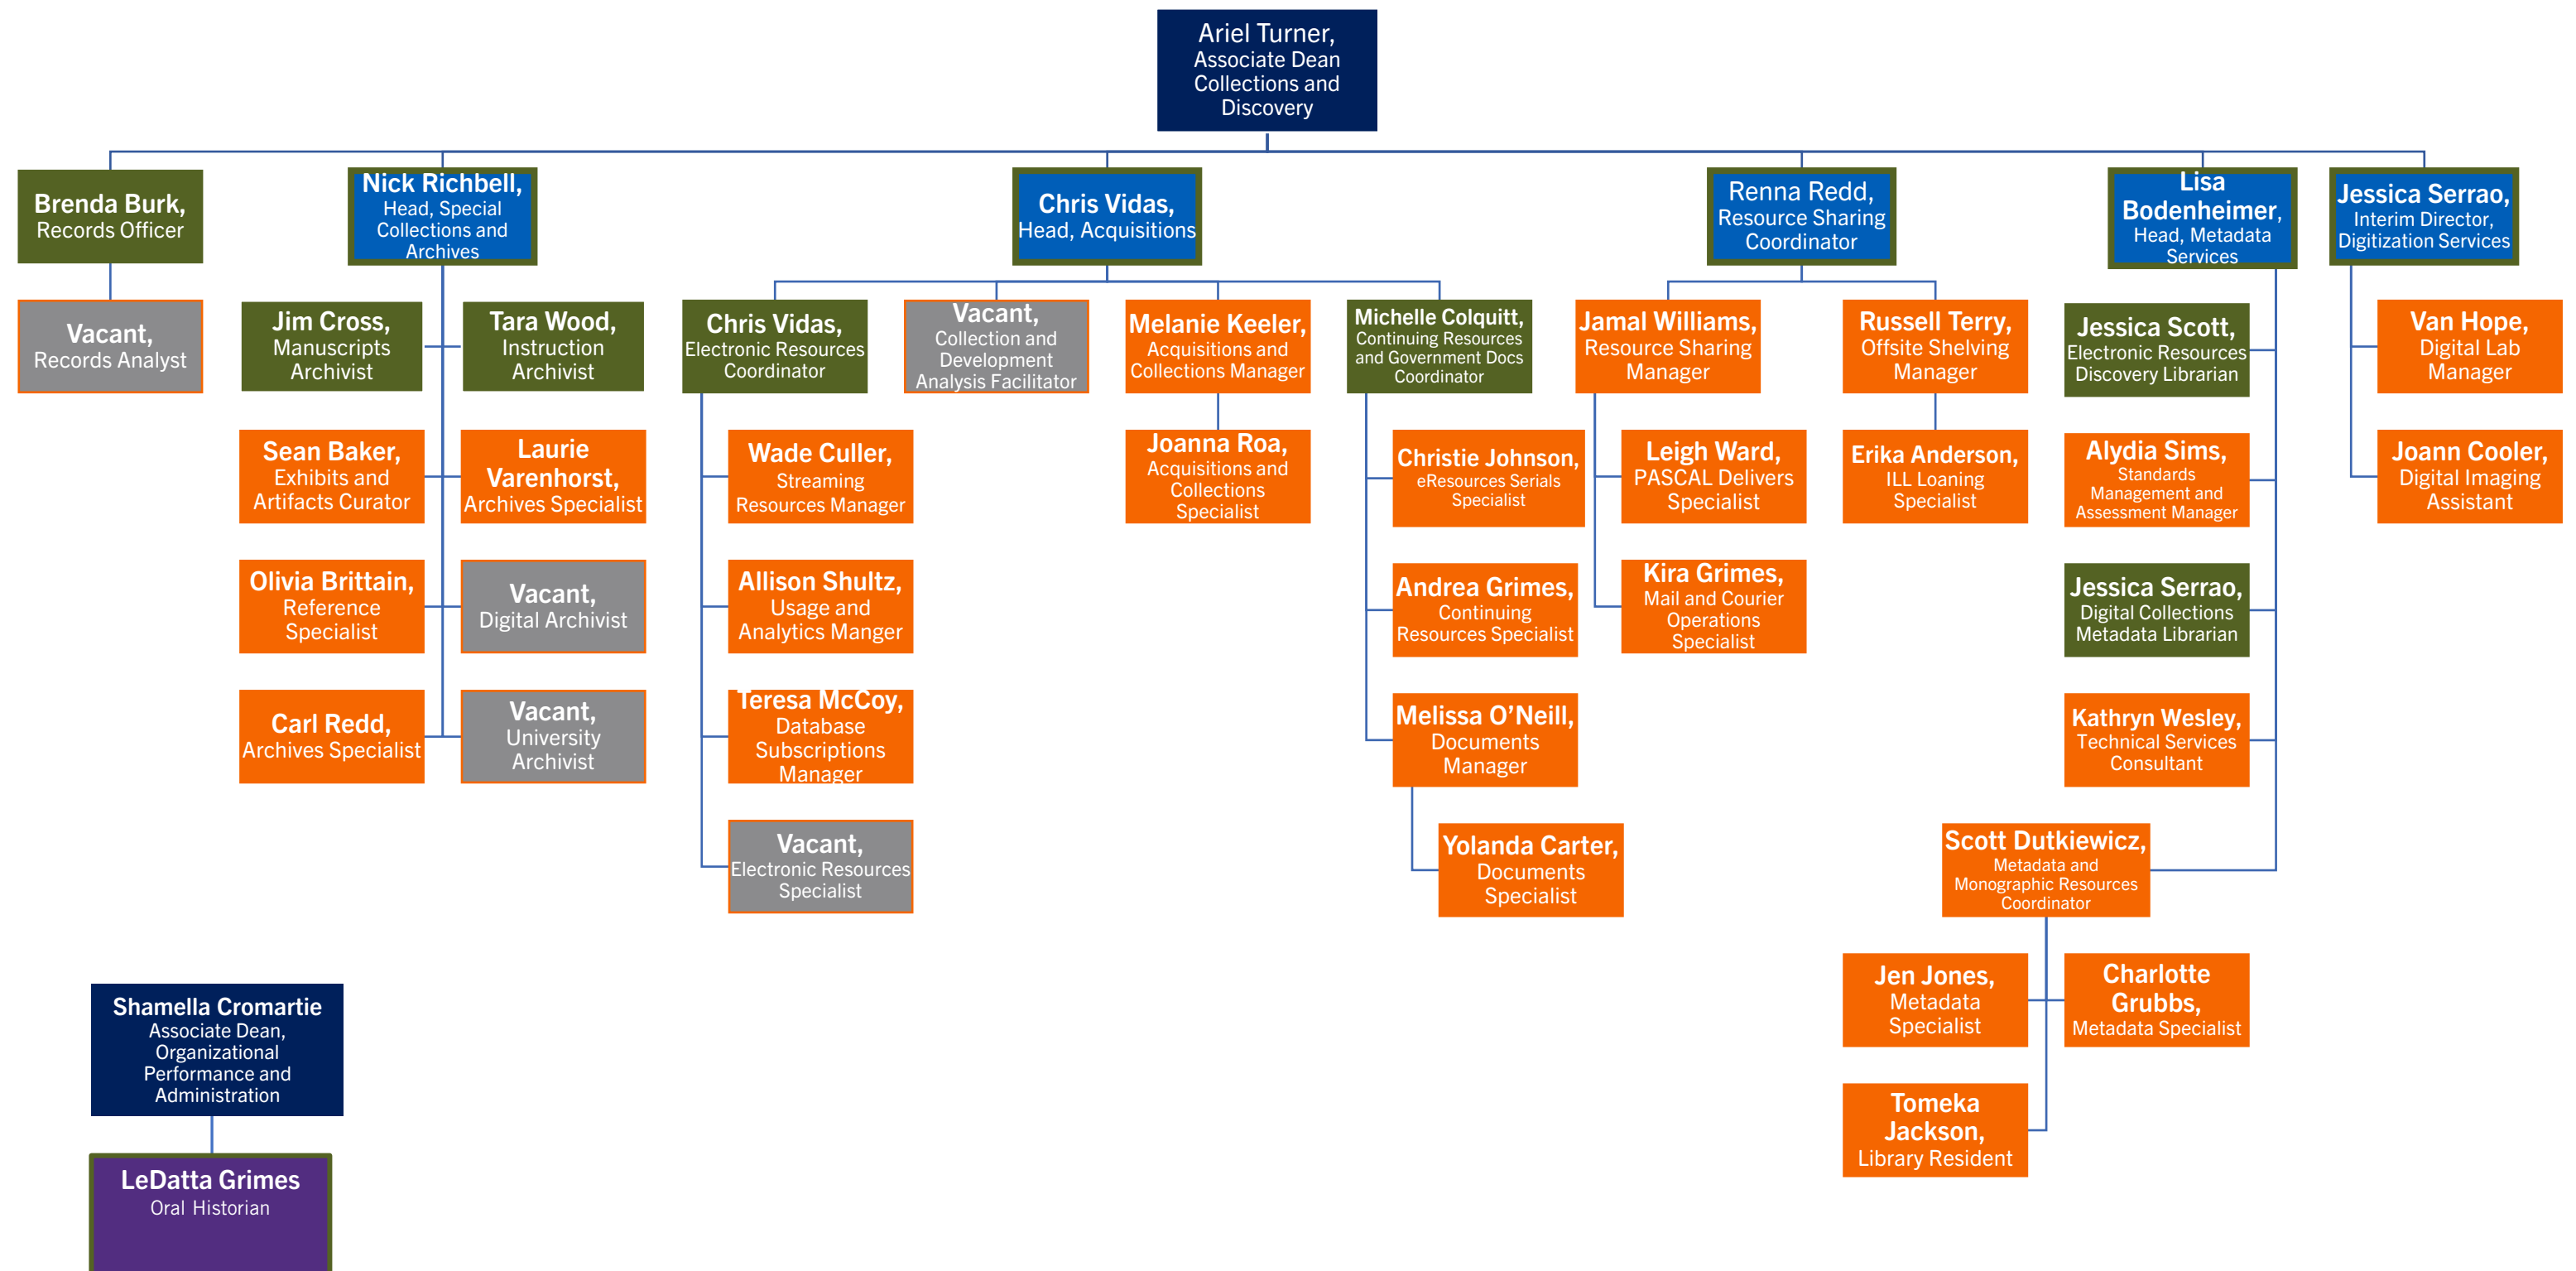 Ariel Turner,
Associate Dean
Collections and
Discovery
Brenda Burk,
Records Officer
Nick Richbell,
Head, Special
Collections and
Archives
Chris Vidas,
Head, Acquisitions
Renna Redd,
Resource Sharing
Coordinator
Lisa
Bodenheimer,
Head, Metadata
Services
Jessica Serrao,
Interim Director,
Digitization Services
Vacant,
Records Analyst
Jim Cross,
Manuscripts
Archivist
Tara Wood,
Instruction
Archivist
Chris Vidas,
Electronic Resources
Coordinator
Vacant,
Collection and
Development
Analysis Facilitator
Melanie Keeler,
Acquisitions and
Collections Manager
Michelle Colquitt,
Continuing Resources
and Government Docs
Coordinator
Jamal Williams,
Resource Sharing
Manager
Russell Terry,
Offsite Shelving
Manager
Jessica Scott,
Electronic Resources
Discovery Librarian
Van Hope,
Digital Lab
Manager
Sean Baker,
Exhibits and
Artifacts Curator
Laurie
Varenhorst,
Archives Specialist
Wade Culler,
Streaming
Resources Manager
Joanna Roa,
Acquisitions and
Collections
Specialist
Christie Johnson,
eResources Serials
Specialist
Leigh Ward,
PASCAL Delivers
Specialist
Erika Anderson,
ILL Loaning
Specialist
Alydia Sims,
Standards
Management and
Assessment Manager
Joann Cooler,
Digital Imaging
Assistant
Olivia Brittain,
Reference
Specialist
Vacant,
Digital Archivist
Allison Shultz,
Usage and
Analytics Manger
Andrea Grimes,
Continuing
Resources Specialist
Kira Grimes,
Mail and Courier
Operations
Specialist
Jessica Serrao,
Digital Collections
Metadata Librarian
Carl Redd,
Archives Specialist
Vacant,
University
Archivist
Teresa McCoy,
Database
Subscriptions
Manager
Melissa O’Neill,
Documents
Manager
Kathryn Wesley,
Technical Services
Consultant
Vacant,
Electronic Resources
Specialist
Yolanda Carter,
Documents
Specialist
Scott Dutkiewicz,
Metadata and
Monographic Resources
Coordinator
Jen Jones,
Metadata
Specialist
Charlotte
Grubbs,
Metadata Specialist
Tomeka
Jackson,
Library Resident
Shamella Cromartie
Associate Dean,
Organizational
Performance and
Administration
LeDatta Grimes
Oral Historian